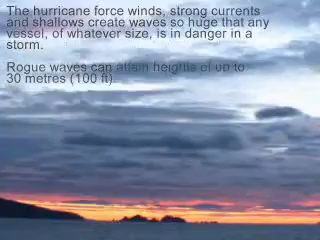 The hurricane force winds, strong currents
and shallows create waves so huge that any
vessel, of whatever size, is in danger in a
storm.
Rogue waves can attain heights of up to
30 metres (100 ft).